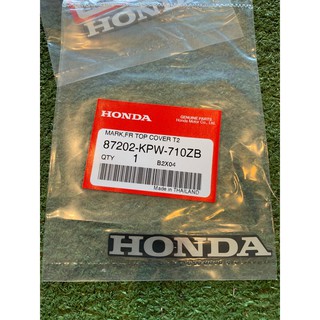 HONDA
GENUINE PARTS
Honda Motor Co., Ltd.
MARK,FR TOP COVER T2
87202-KPW-710ZB
QTY 1 B2X04
Made in THAILAND
HONDA